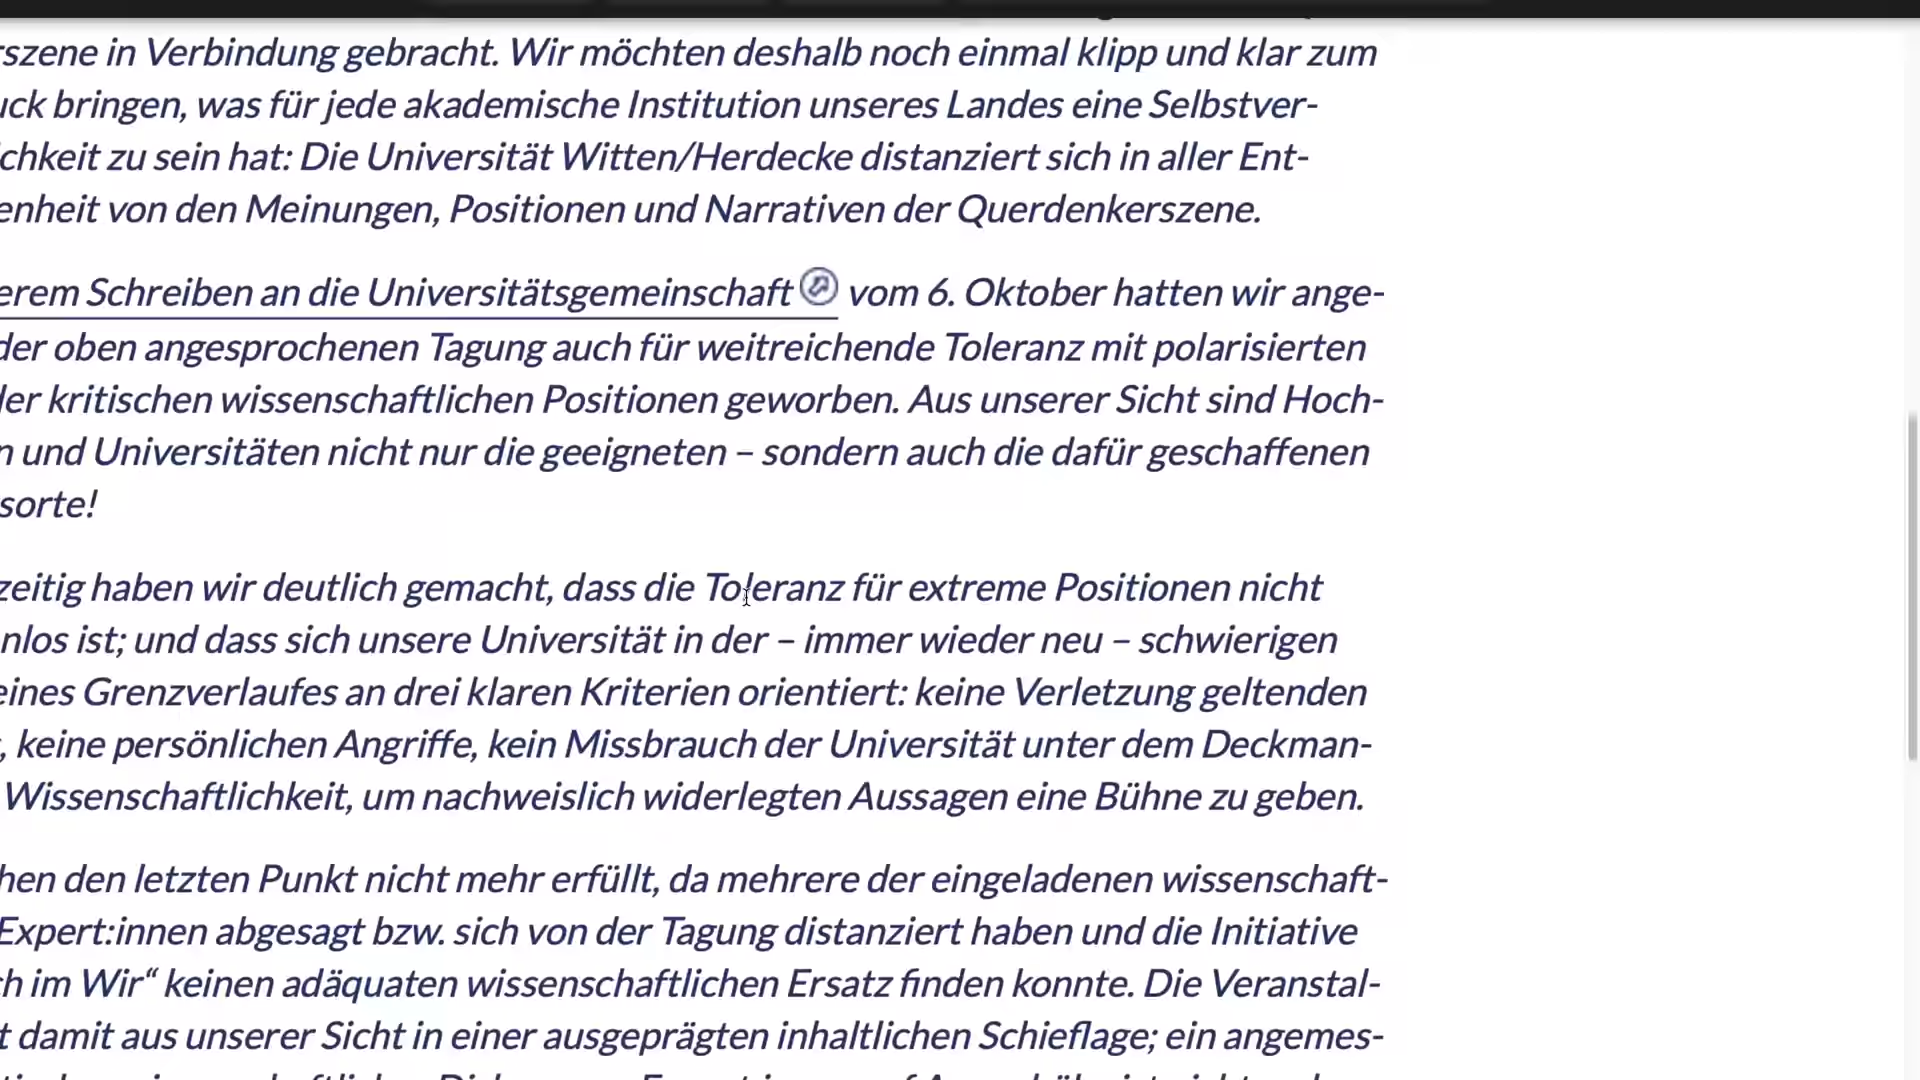 rszene in Verbindung gebracht. Wir möchten deshalb noch einmal klipp und klar zum
uck bringen, was für jede akademische Institution unseres Landes eine Selbstver-
ichkeit zu sein hat: Die Universität Witten/Herdecke distanziert sich in aller Ent-
enheit von den Meinungen, Positionen und Narrativen der Querdenkerszene.
erem Schreiben an die Universitätsgemeinschaft vom 6. Oktober hatten wir ange-
der oben angesprochenen Tagung auch für weitreichende Toleranz mit polarisierten
der kritischen wissenschaftlichen Positionen geworben. Aus unserer Sicht sind Hoch-
n und Universitäten nicht nur die geeigneten – sondern auch die dafür geschaffenen
sorte!
zeitig haben wir deutlich gemacht, dass die Toleranz für extreme Positionen nicht
nlos ist; und dass sich unsere Universität in der – immer wieder neu – schwierigen
eines Grenzverlaufes an drei klaren Kriterien orientiert: keine Verletzung geltenden
, keine persönlichen Angriffe, kein Missbrauch der Universität unter dem Deckman-
Wissenschaftlichkeit, um nachweislich widerlegten Aussagen eine Bühne zu geben.
hen den letzten Punkt nicht mehr erfüllt, da mehrere der eingeladenen wissenschaft-
Expert:innen abgesagt bzw. sich von der Tagung distanziert haben und die Initiative
ch im Wir“ keinen adäquaten wissenschaftlichen Ersatz finden konnte. Die Veranstal-
t damit aus unserer Sicht in einer ausgeprägten inhaltlichen Schieflage; ein angemes-